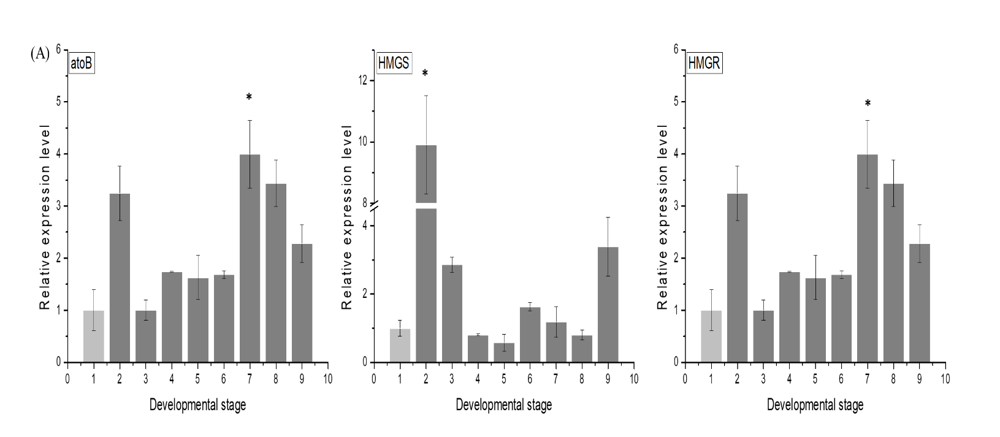 (A)
atoB
Relative expression level
6
5
4
3
2
1
0
*
0 1 2 3 4 5 6 7 8 9 10
Developmental stage
HMGS
Relative expression level
12
10
8
4
2
0
*
0 1 2 3 4 5 6 7 8 9 10
Developmental stage
HMGR
Relative expression level
6
5
4
3
2
1
0
*
0 1 2 3 4 5 6 7 8 9 10
Developmental stage